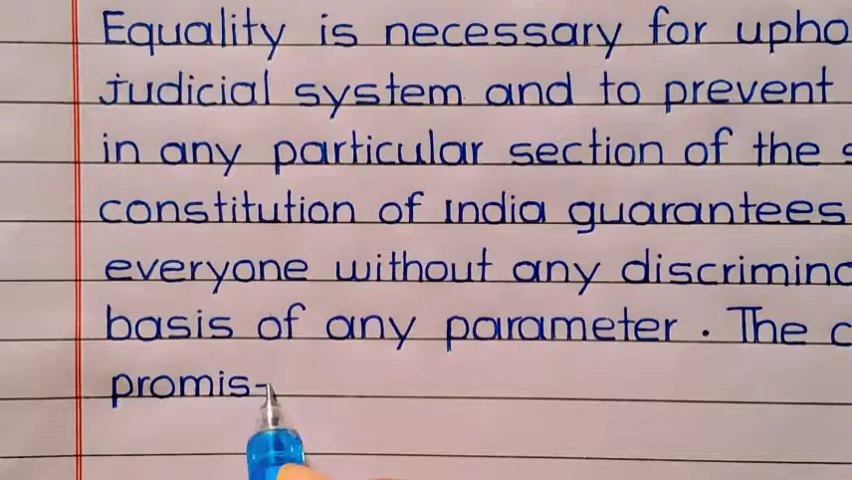 Equality is necessary for upho
judicial system and to prevent
in any particular section of the s
constitution of India guarantees
everyone without any discrimina
basis of any parameter. The c
promis